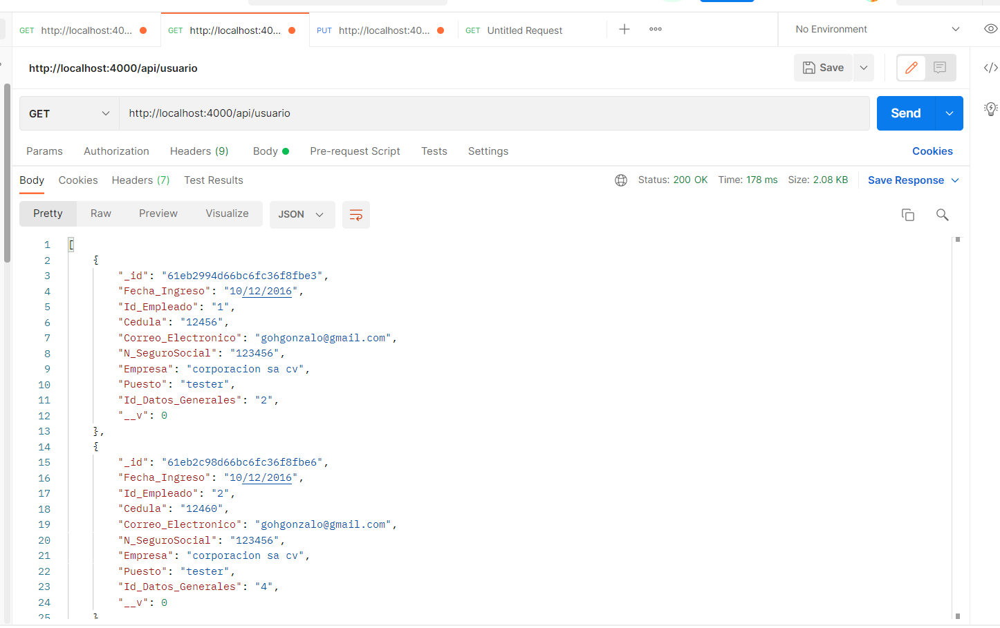 GET http://localhost:40... GET http://localhost:40... PUT http://localhost:40... GET Untitled Request No Environment
http://localhost:4000/api/usuario Save
GET http://localhost:4000/api/usuario Send
Params Authorization Headers (9) Body Pre-request Script Tests Settings Cookies
Body Cookies Headers (7) Test Results Status: 200 OK Time: 178 ms Size: 2.08 KB Save Response
Pretty Raw Preview Visualize JSON
1 [
2 {
3 "_id": "61eb2994d66bc6fc36f8fbe3",
4 "Fecha_Ingreso": "10/12/2016",
5 "Id_Empleado": "1",
6 "Cedula": "12456",
7 "Correo_Electronico": "gohgonzalo@gmail.com",
8 "N_SeguroSocial": "123456",
9 "Empresa": "corporacion sa cv",
10 "Puesto": "tester",
11 "Id_Datos_Generales": "2",
12 "__v": 0
13 },
14 {
15 "_id": "61eb2c98d66bc6fc36f8fbe6",
16 "Fecha_Ingreso": "10/12/2016",
17 "Id_Empleado": "2",
18 "Cedula": "12460",
19 "Correo_Electronico": "gohgonzalo@gmail.com",
20 "N_SeguroSocial": "123456",
21 "Empresa": "corporacion sa cv",
22 "Puesto": "tester",
23 "Id_Datos_Generales": "4",
24 "__v": 0
25 }